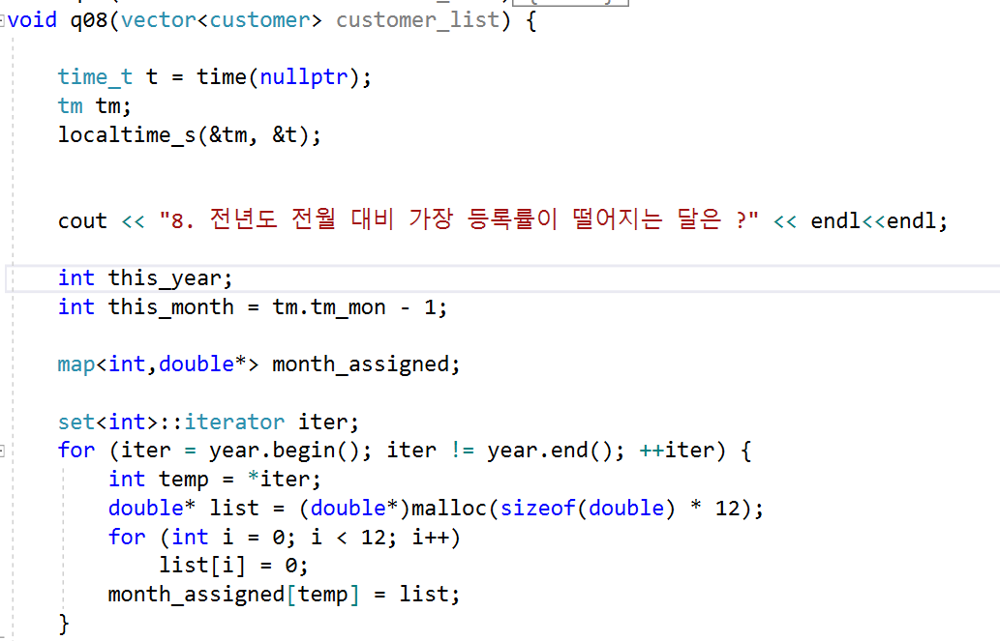 void q08(vector<customer> customer_list) {
time_t t = time(nullptr);
tm tm;
localtime_s(&tm, &t);
cout << "8. 전년도 전월 대비 가장 등록률이 떨어지는 달은 ?" << endl<<endl;
int this_year;
int this_month = tm.tm_mon - 1;
map<int,double*> month_assigned;
set<int>::iterator iter;
for (iter = year.begin(); iter != year.end(); ++iter) {
int temp = *iter;
double* list = (double*)malloc(sizeof(double) * 12);
for (int i = 0; i < 12; i++)
list[i] = 0;
month_assigned[temp] = list;
}